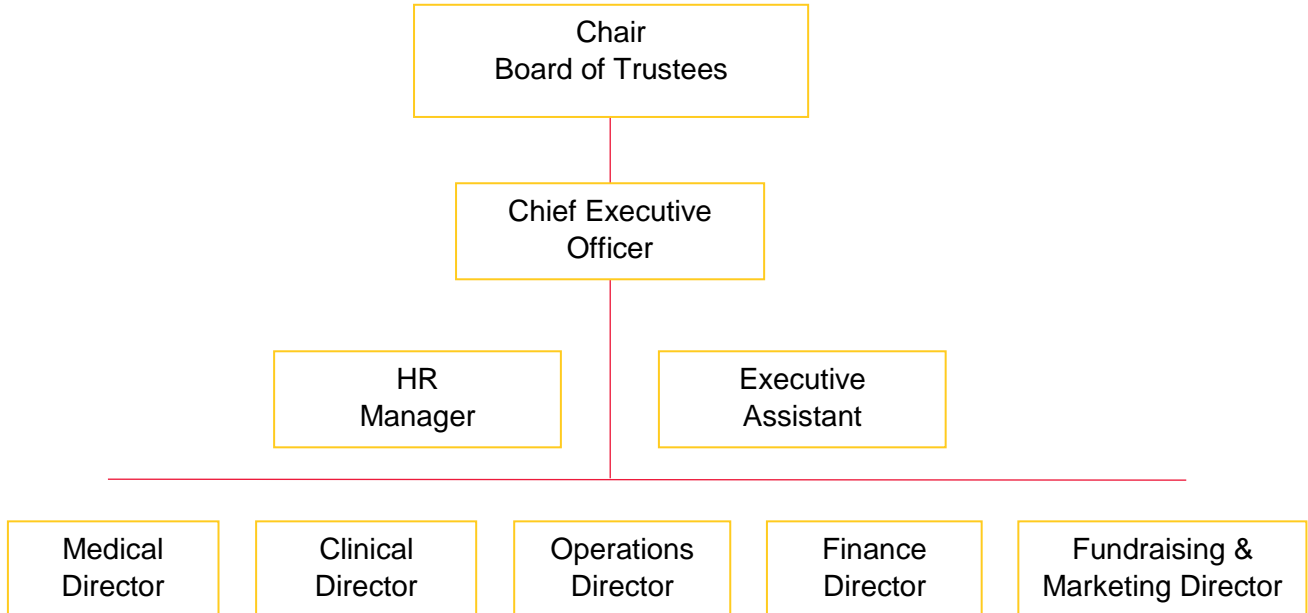 Chair
Board of Trustees
Chief Executive
Officer
HR
Manager
Executive
Assistant
Medical
Director
Clinical
Director
Operations
Director
Finance
Director
Fundraising &
Marketing Director